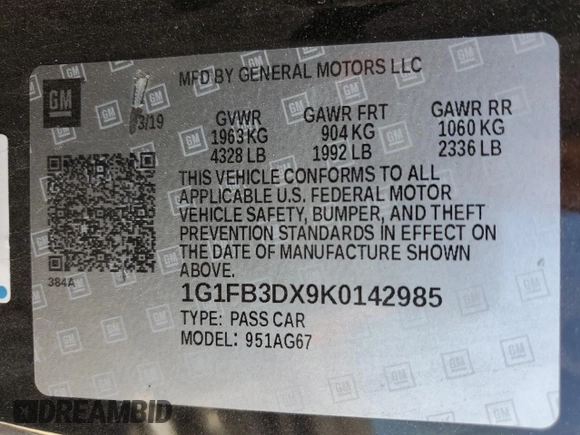 MFD BY GENERAL MOTORS LLC
GM
3/19
GVWR GAWR FRT GAWR RR
1963 KG 904 KG 1060 KG
4328 LB 1992 LB 2336 LB
THIS VEHICLE CONFORMS TO ALL
APPLICABLE U.S. FEDERAL MOTOR
VEHICLE SAFETY, BUMPER, AND THEFT
PREVENTION STANDARDS IN EFFECT ON
THE DATE OF MANUFACTURE SHOWN
ABOVE.
384A
1G1FB3DX9K0142985
TYPE: PASS CAR
MODEL: 951AG67
DREAMBID